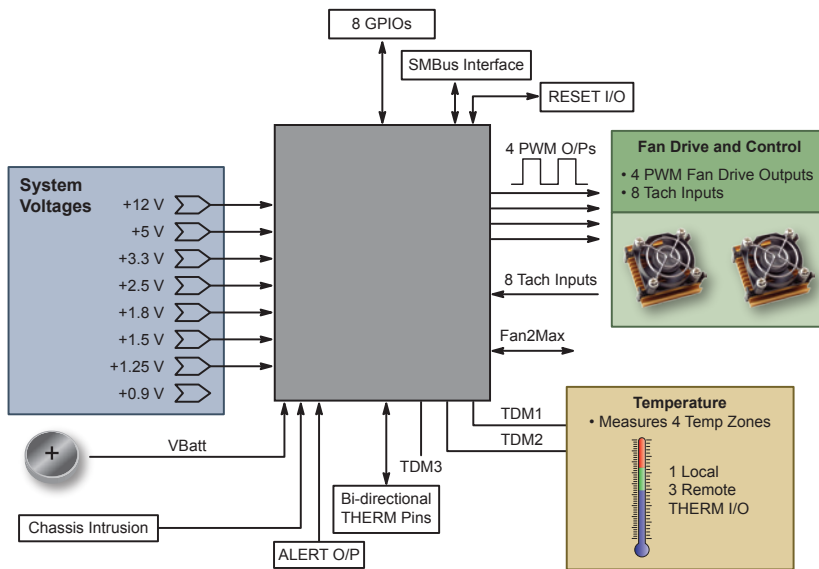 8 GPIOs
SMBus Interface
RESET I/O
System
Voltages
+12 V
+5 V
+3.3 V
+2.5 V
+1.8 V
+1.5 V
+1.25 V
+0.9 V
4 PWM O/Ps
8 Tach Inputs
Fan2Max
Fan Drive and Control
• 4 PWM Fan Drive Outputs
• 8 Tach Inputs
TDM1
TDM2
TDM3
Temperature
• Measures 4 Temp Zones
1 Local
3 Remote
THERM I/O
+
VBatt
Chassis Intrusion
ALERT O/P
Bi-directional
THERM Pins